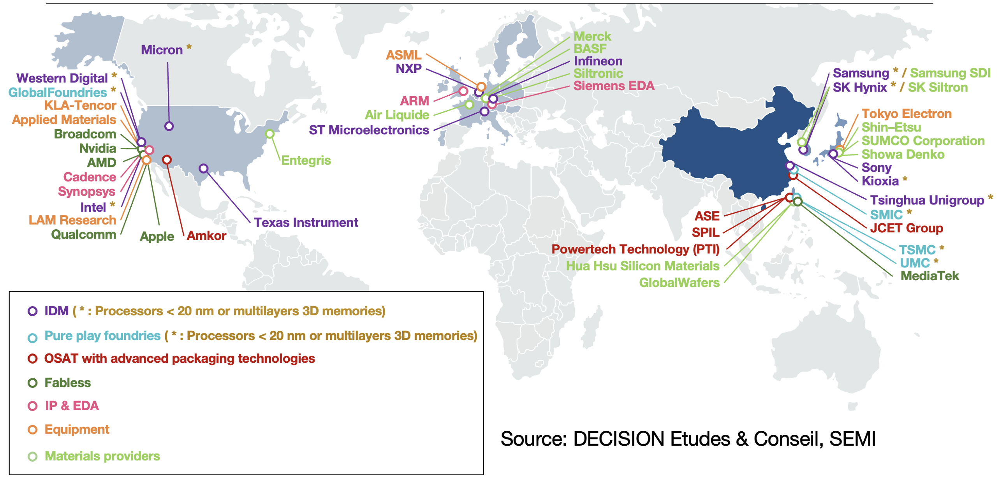 Micron *
Western Digital *
GlobalFoundries *
KLA-Tencor
Applied Materials
Broadcom
Nvidia
AMD
Cadence
Synopsys
Intel *
LAM Research
Qualcomm
Apple
Amkor
Texas Instrument
Entegris
ASML
NXP
ARM
Air Liquide
ST Microelectronics
Merck
BASF
Infineon
Siltronic
Siemens EDA
Samsung * / Samsung SDI
SK Hynix * / SK Siltron
Tokyo Electron
Shin–Etsu
SUMCO Corporation
Showa Denko
Sony
Kioxia *
Tsinghua Unigroup *
SMIC *
JCET Group
TSMC *
UMC *
MediaTek
ASE
SPIL
Powertech Technology (PTI)
Hua Hsu Silicon Materials
GlobalWafers
IDM ( * : Processors < 20 nm or multilayers 3D memories)
Pure play foundries ( * : Processors < 20 nm or multilayers 3D memories)
OSAT with advanced packaging technologies
Fabless
IP & EDA
Equipment
Materials providers
Source: DECISION Etudes & Conseil, SEMI